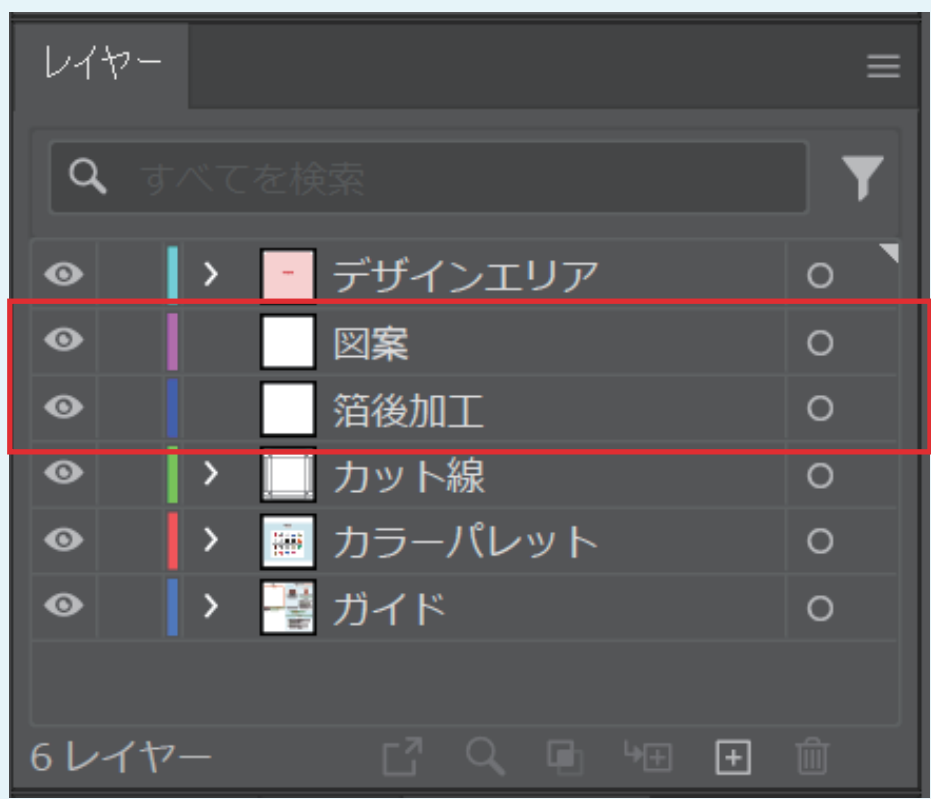 レイヤー
すべてを検索
デザインエリア
図案
箔後加工
カット線
カラーパレット
ガイド
6 レイヤー